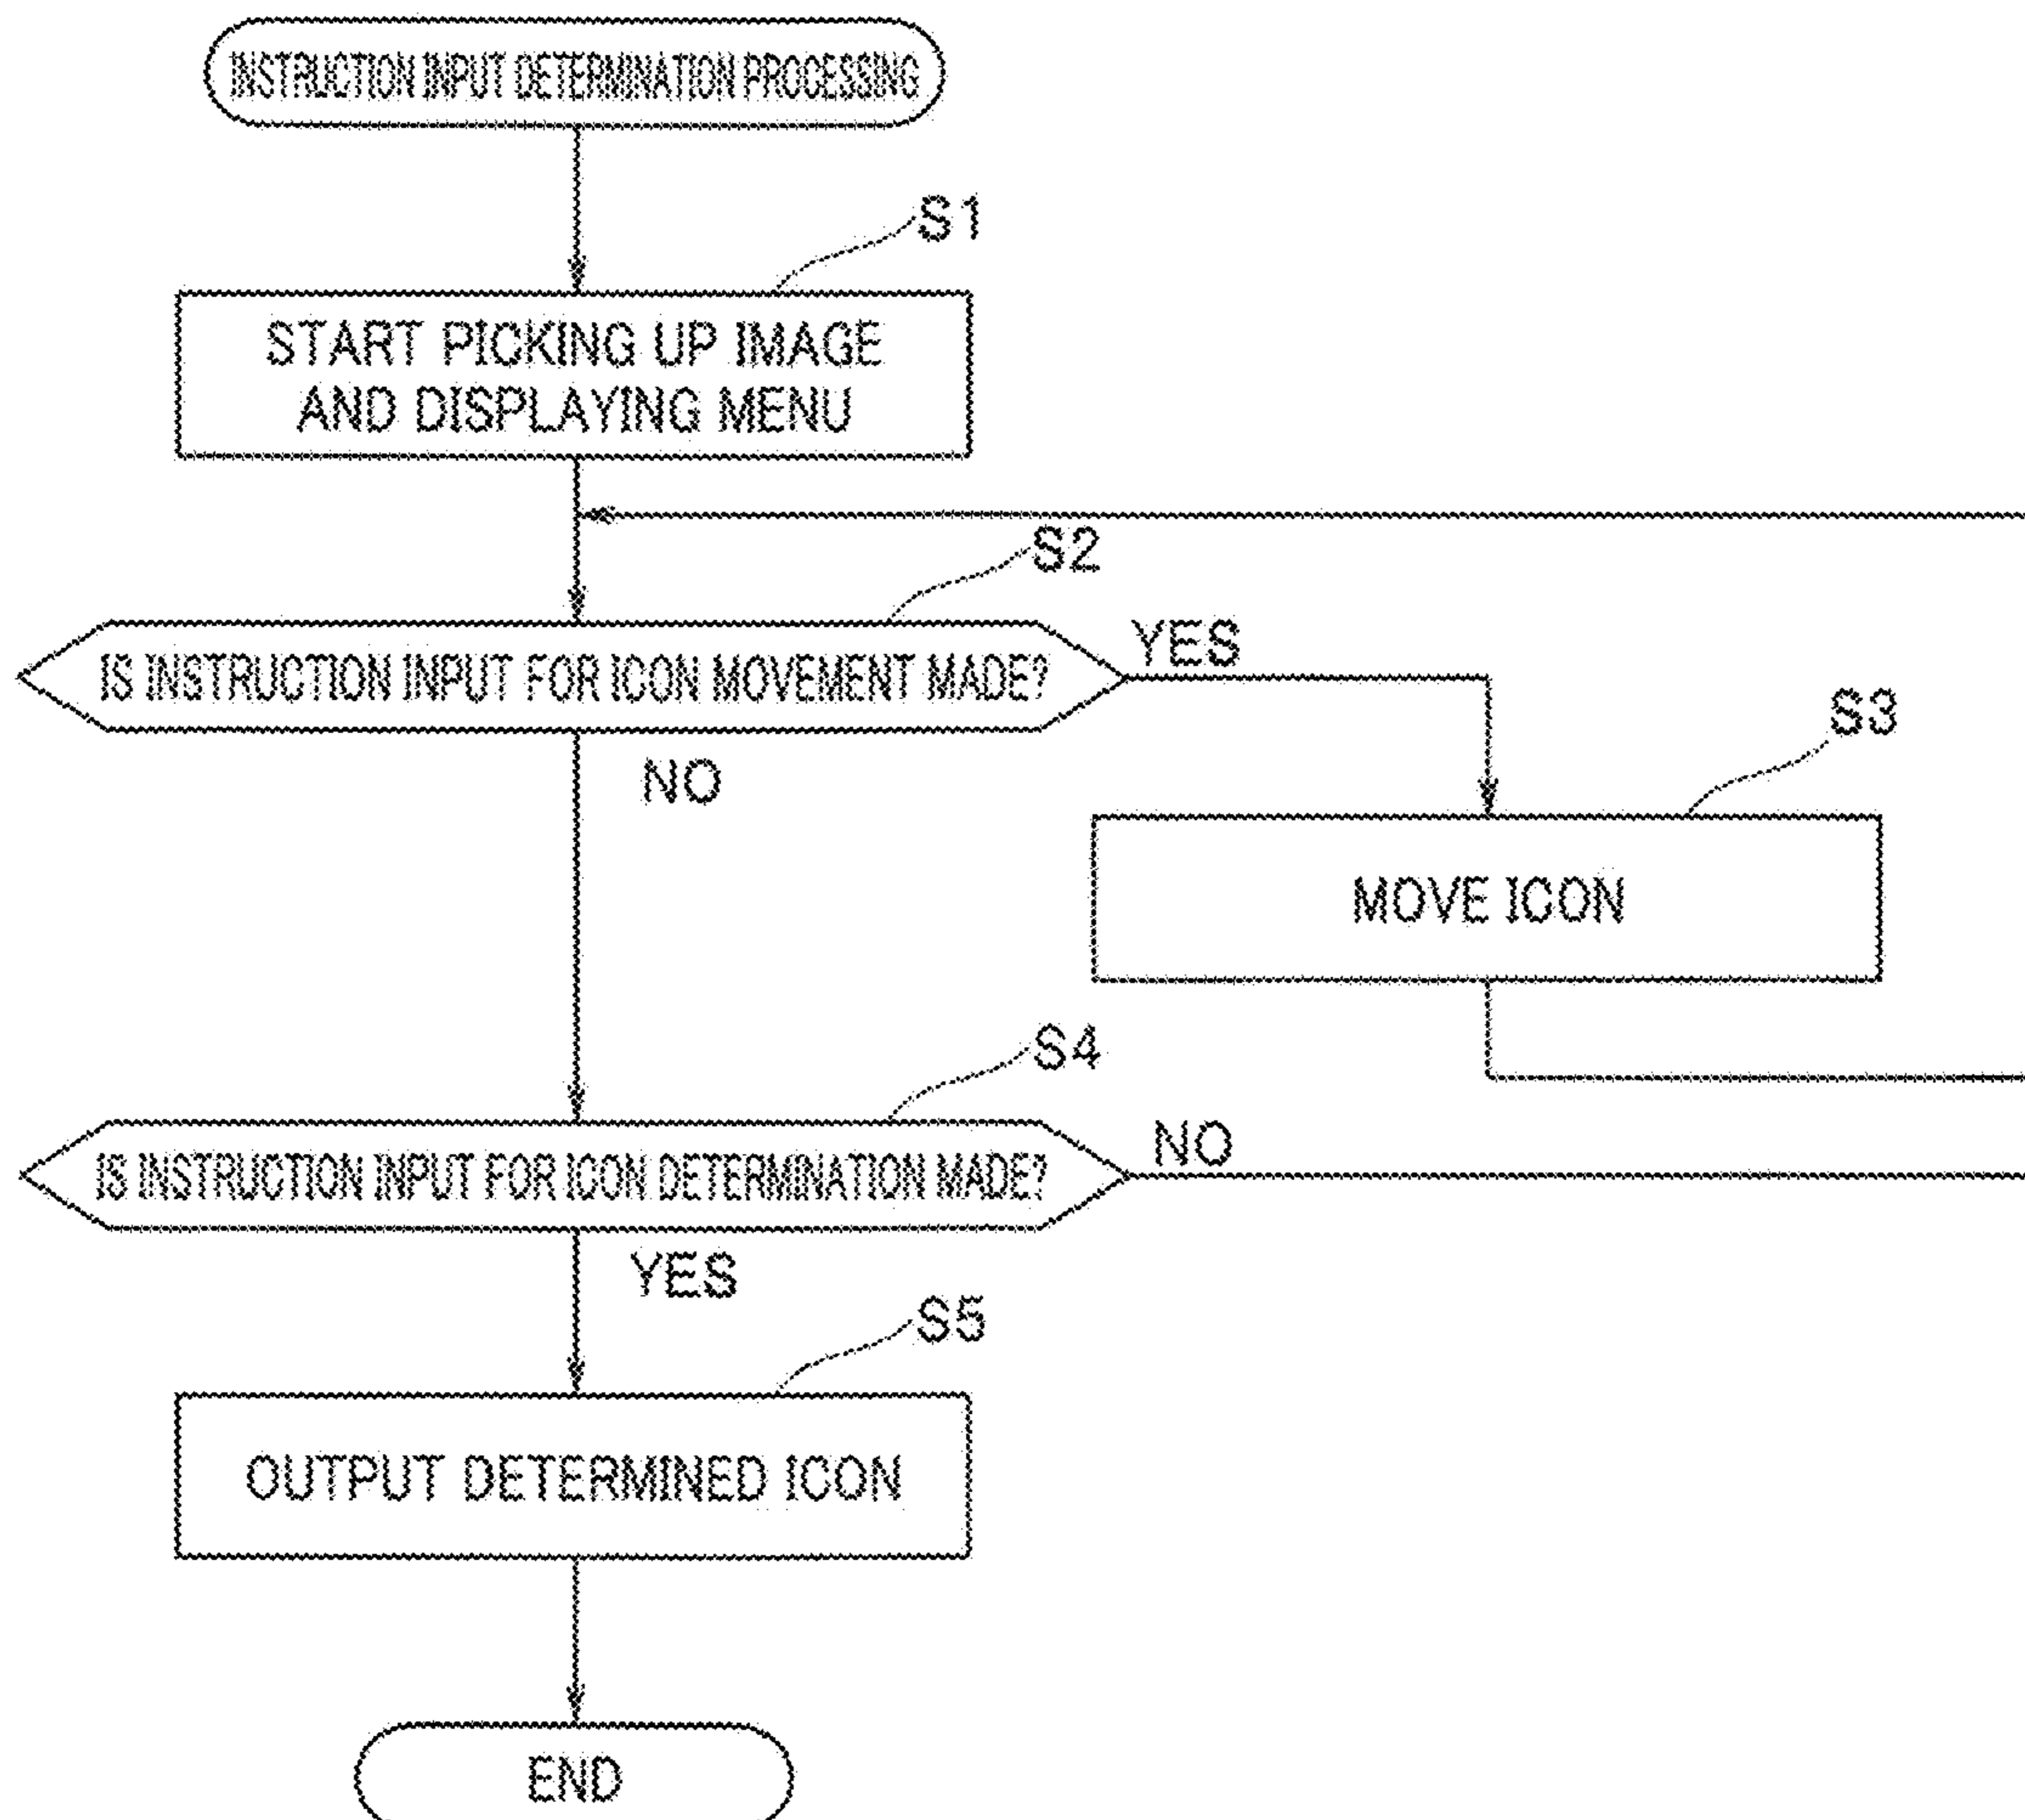 INSTRUCTION INPUT DETERMINATION PROCESSING
S1
START PICKING UP IMAGE
AND DISPLAYING MENU
S2
IS INSTRUCTION INPUT FOR ICON MOVEMENT MADE?
YES
NO
S3
MOVE ICON
S4
IS INSTRUCTION INPUT FOR ICON DETERMINATION MADE?
NO
YES
S5
OUTPUT DETERMINED ICON
END